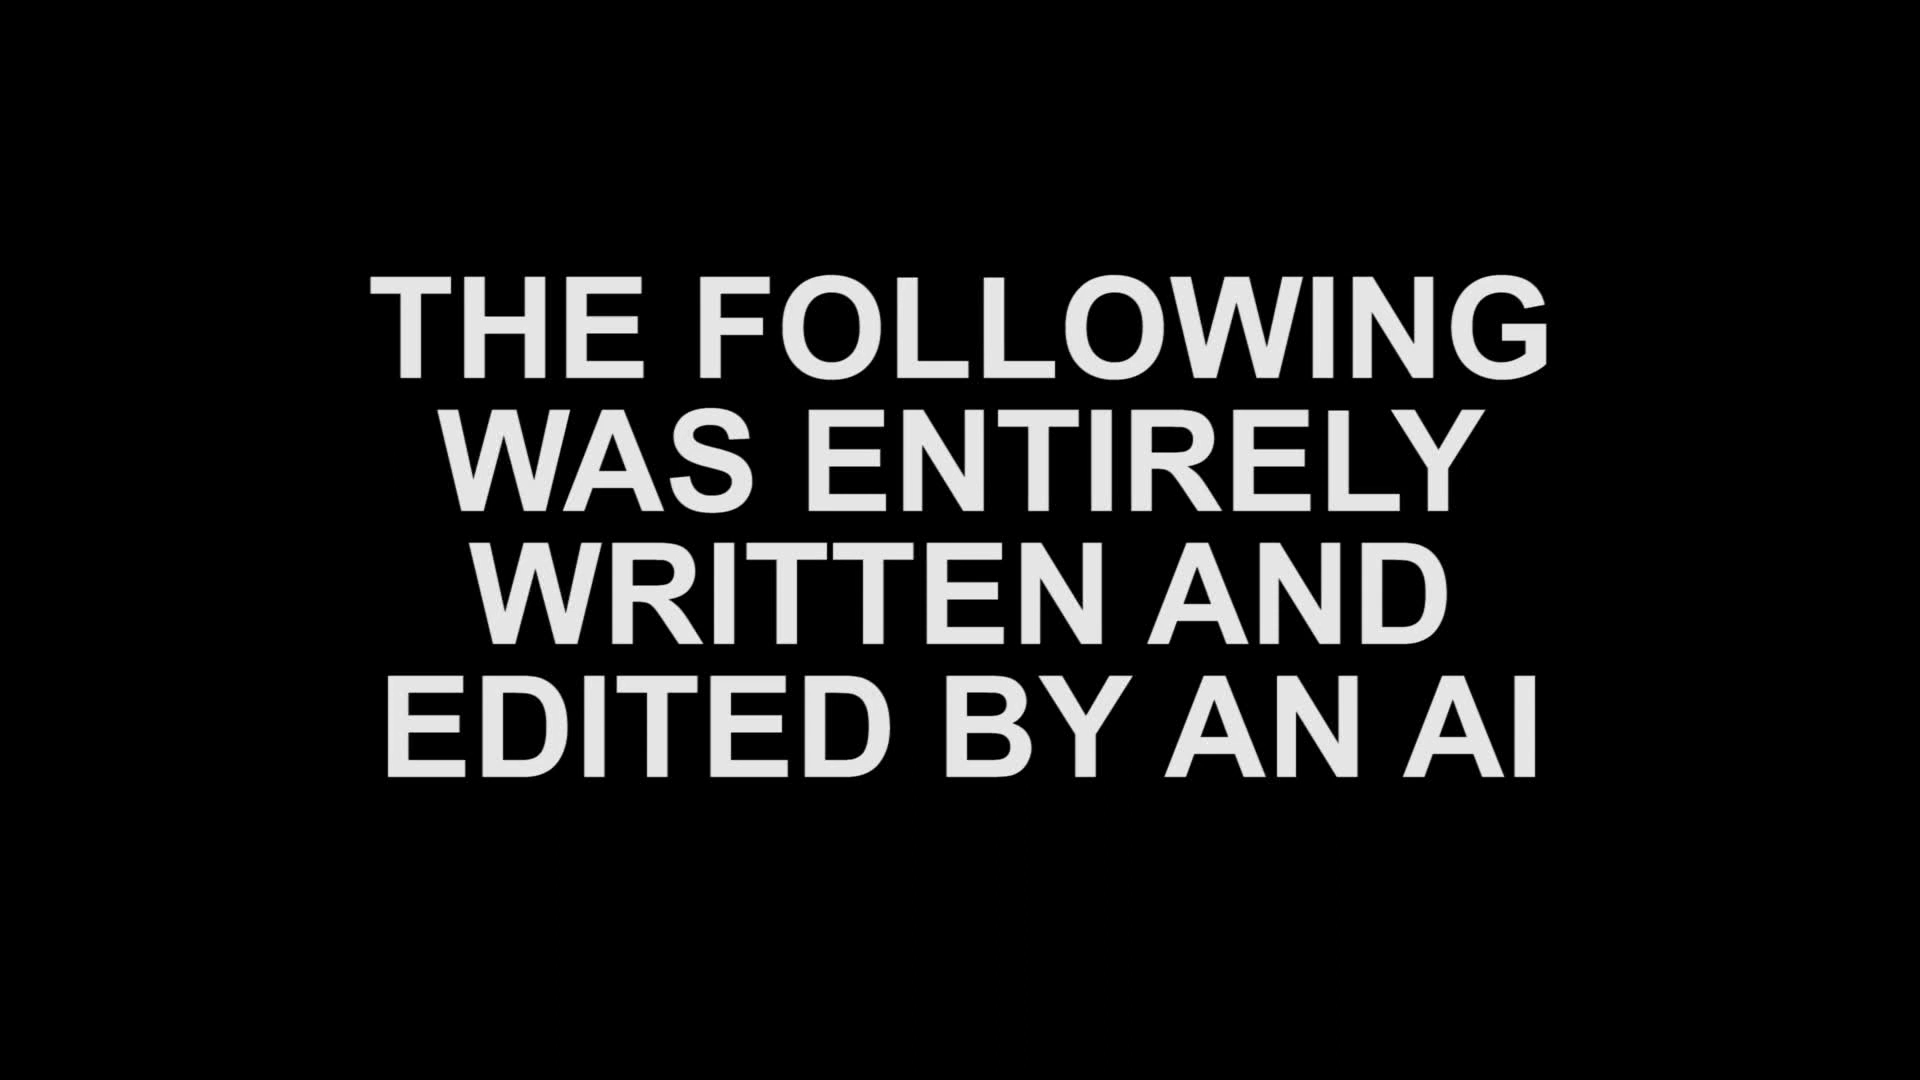 THE FOLLOWING
WAS ENTIRELY
WRITTEN AND
EDITED BY AN AI